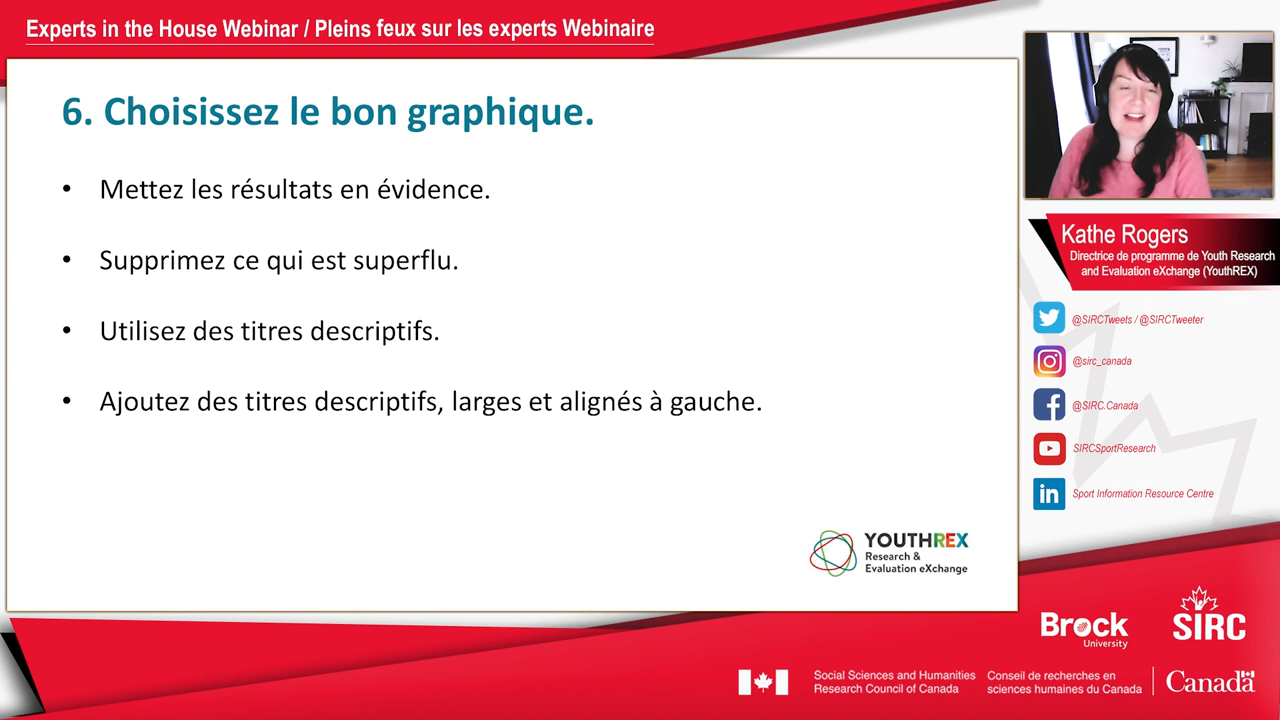 Experts in the House Webinar / Pleins feux sur les experts Webinaire
6. Choisissez le bon graphique.
• Mettez les résultats en évidence.
• Supprimez ce qui est superflu.
• Utilisez des titres descriptifs.
• Ajoutez des titres descriptifs, larges et alignés à gauche.
YOUTHREX
Research &
Evaluation eXchange
Kathe Rogers
Directrice de programme de Youth Research
and Evaluation eXchange (YouthREX)
@SIRCTweets / @SIRCTweeter
@sirc_canada
@SIRC.Canada
SIRCSportResearch
in
Sport Information Resource Centre
Brock
University
SIRC
Social Sciences and Humanities
Research Council of Canada
Conseil de recherches en
sciences humaines du Canada
Canada